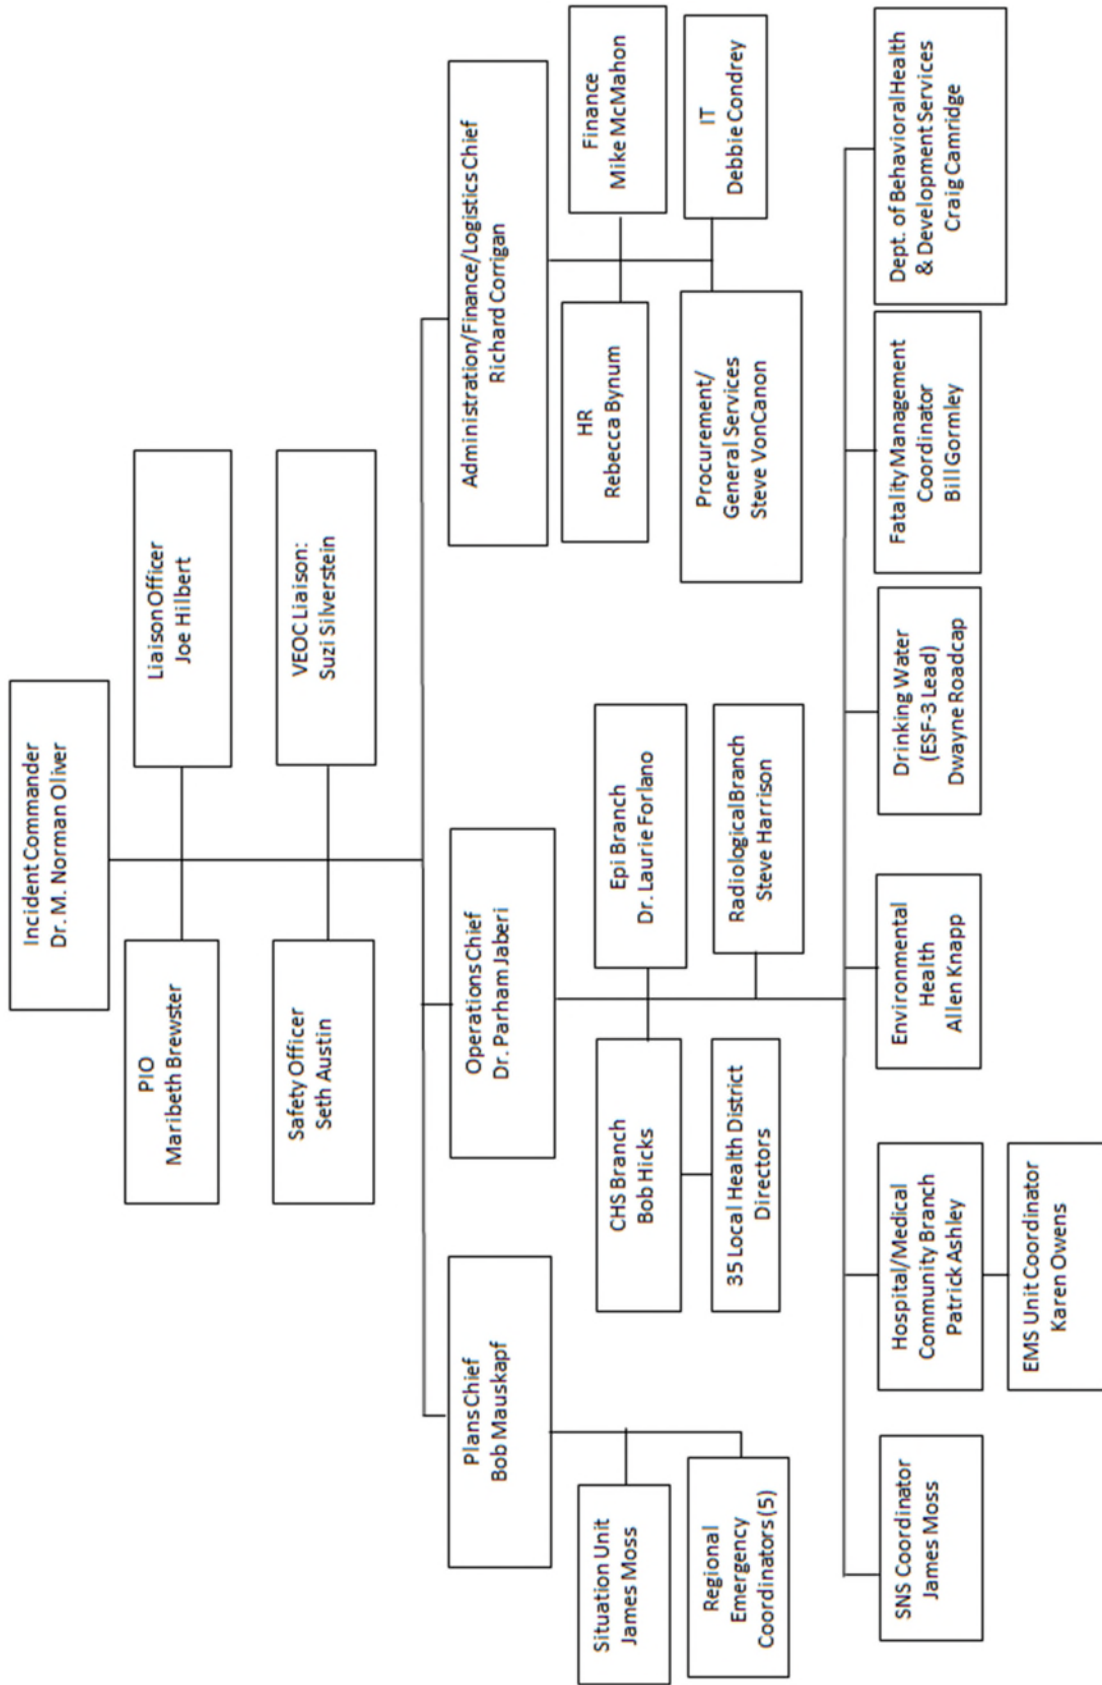 Incident Commander
Dr. M. Norman Oliver
PIO
Maribeth Brewster
Liaison Officer
Joe Hilbert
Safety Officer
Seth Austin
VEOC Liaison:
Suzi Silverstein
Plans Chief
Bob Mauskapf
Operations Chief
Dr. Parham Jaberi
Administration/Finance/Logistics Chief
Richard Corrigan
Situation Unit
James Moss
Regional
Emergency
Coordinators (5)
CHS Branch
Bob Hicks
Epi Branch
Dr. Laurie Forlano
35 Local Health District
Directors
Radiological Branch
Steve Harrison
HR
Rebecca Bynum
Finance
Mike McMahon
Procurement/
General Services
Steve VonCanon
IT
Debbie Condrey
SNS Coordinator
James Moss
Hospital/Medical
Community Branch
Patrick Ashley
EMS Unit Coordinator
Karen Owens
Environmental
Health
Allen Knapp
Drinking Water
(ESF-3 Lead)
Dwayne Roadcap
Fatality Management
Coordinator
Bill Gormley
Dept. of Behavioral Health
& Development Services
Craig Camridge